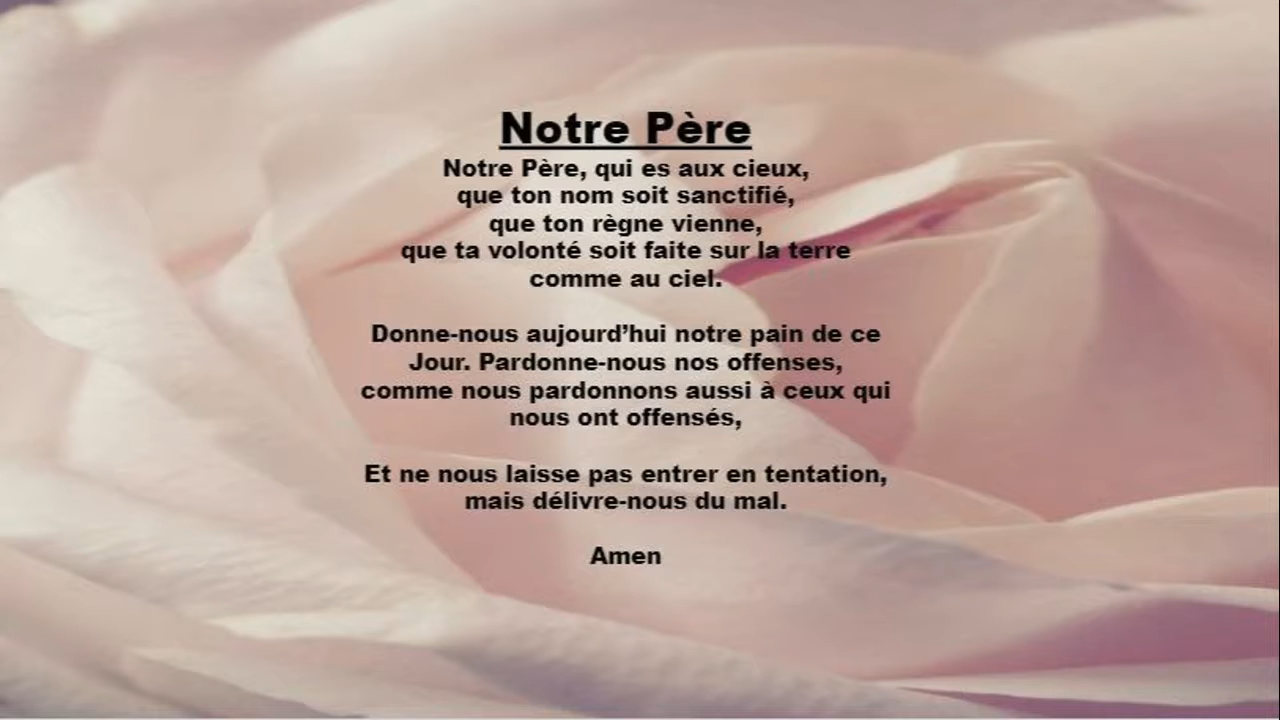 Notre Père
Notre Père, qui es aux cieux,
que ton nom soit sanctifié,
que ton règne vienne,
que ta volonté soit faite sur la terre
comme au ciel.
Donne-nous aujourd’hui notre pain de ce
Jour. Pardonne-nous nos offenses,
comme nous pardonnons aussi à ceux qui
nous ont offensés,
Et ne nous laisse pas entrer en tentation,
mais délivre-nous du mal.
Amen